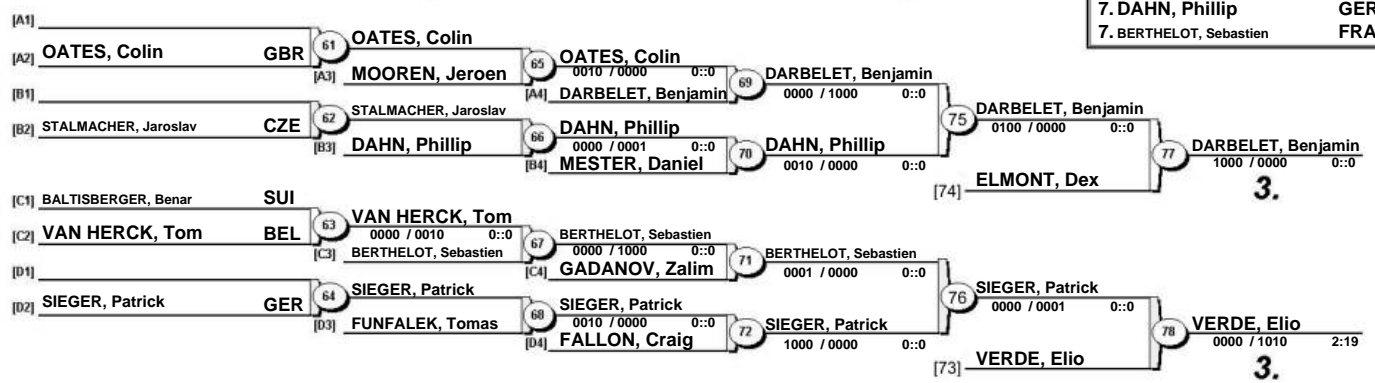 7. DAHN, Phillip GER
7. BERTHELOT, Sebastien FRA
[A1]
[A2] OATES, Colin GBR
61
OATES, Colin
[A3] MOOREN, Jeroen
65
OATES, Colin
0010 / 0000 0::0
[A4] DARBELET, Benjamin
69
DARBELET, Benjamin
0000 / 1000 0::0
[B1]
[B2] STALMACHER, Jaroslav CZE
62
STALMACHER, Jaroslav
[B3] DAHN, Phillip
66
DAHN, Phillip
0000 / 0001 0::0
[B4] MESTER, Daniel
70
DAHN, Phillip
0010 / 0000 0::0
75
DARBELET, Benjamin
0100 / 0000 0::0
[74] ELMONT, Dex
77
DARBELET, Benjamin
1000 / 0000 0::0
3.
[C1] BALTISBERGER, Benar SUI
[C2] VAN HERCK, Tom BEL
63
VAN HERCK, Tom
0000 / 0010 0::0
[C3] BERTHELOT, Sebastien
67
BERTHELOT, Sebastien
0000 / 1000 0::0
[C4] GADANOV, Zalim
71
BERTHELOT, Sebastien
0001 / 0000 0::0
[D1]
[D2] SIEGER, Patrick GER
64
SIEGER, Patrick
[D3] FUNFALEK, Tomas
68
SIEGER, Patrick
0010 / 0000 0::0
[D4] FALLON, Craig
72
SIEGER, Patrick
1000 / 0000 0::0
76
SIEGER, Patrick
0000 / 0001 0::0
[73] VERDE, Elio
78
VERDE, Elio
0000 / 1010 2:19
3.